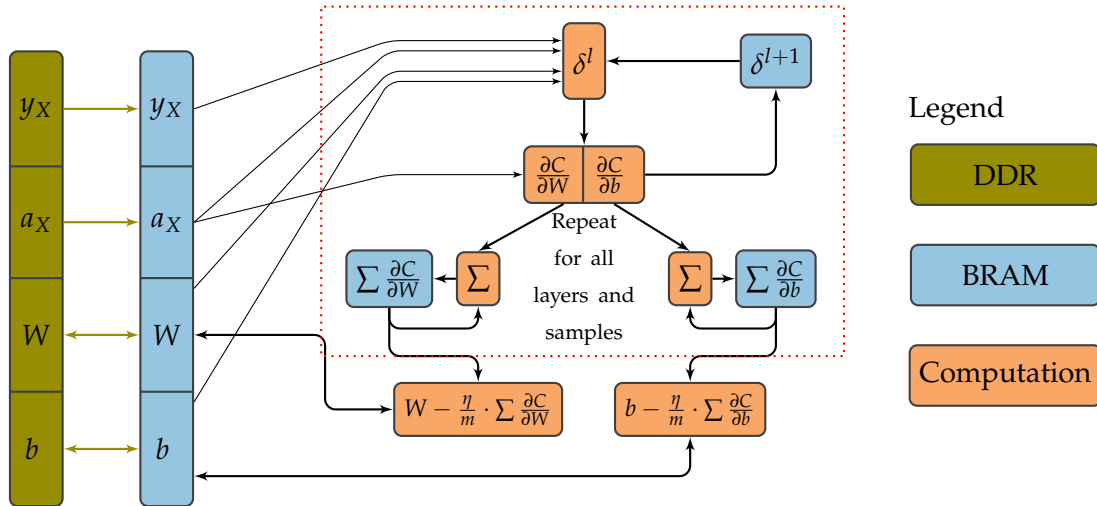 y_X
a_X
W
b
y_X
a_X
W
b
δ^l
δ^{l+1}
∂C/∂W
∂C/∂b
Repeat
for all
layers and
samples
∑ ∂C/∂W
∑
∑
∑ ∂C/∂b
W − η/m · ∑ ∂C/∂W
b − η/m · ∑ ∂C/∂b
Legend
DDR
BRAM
Computation